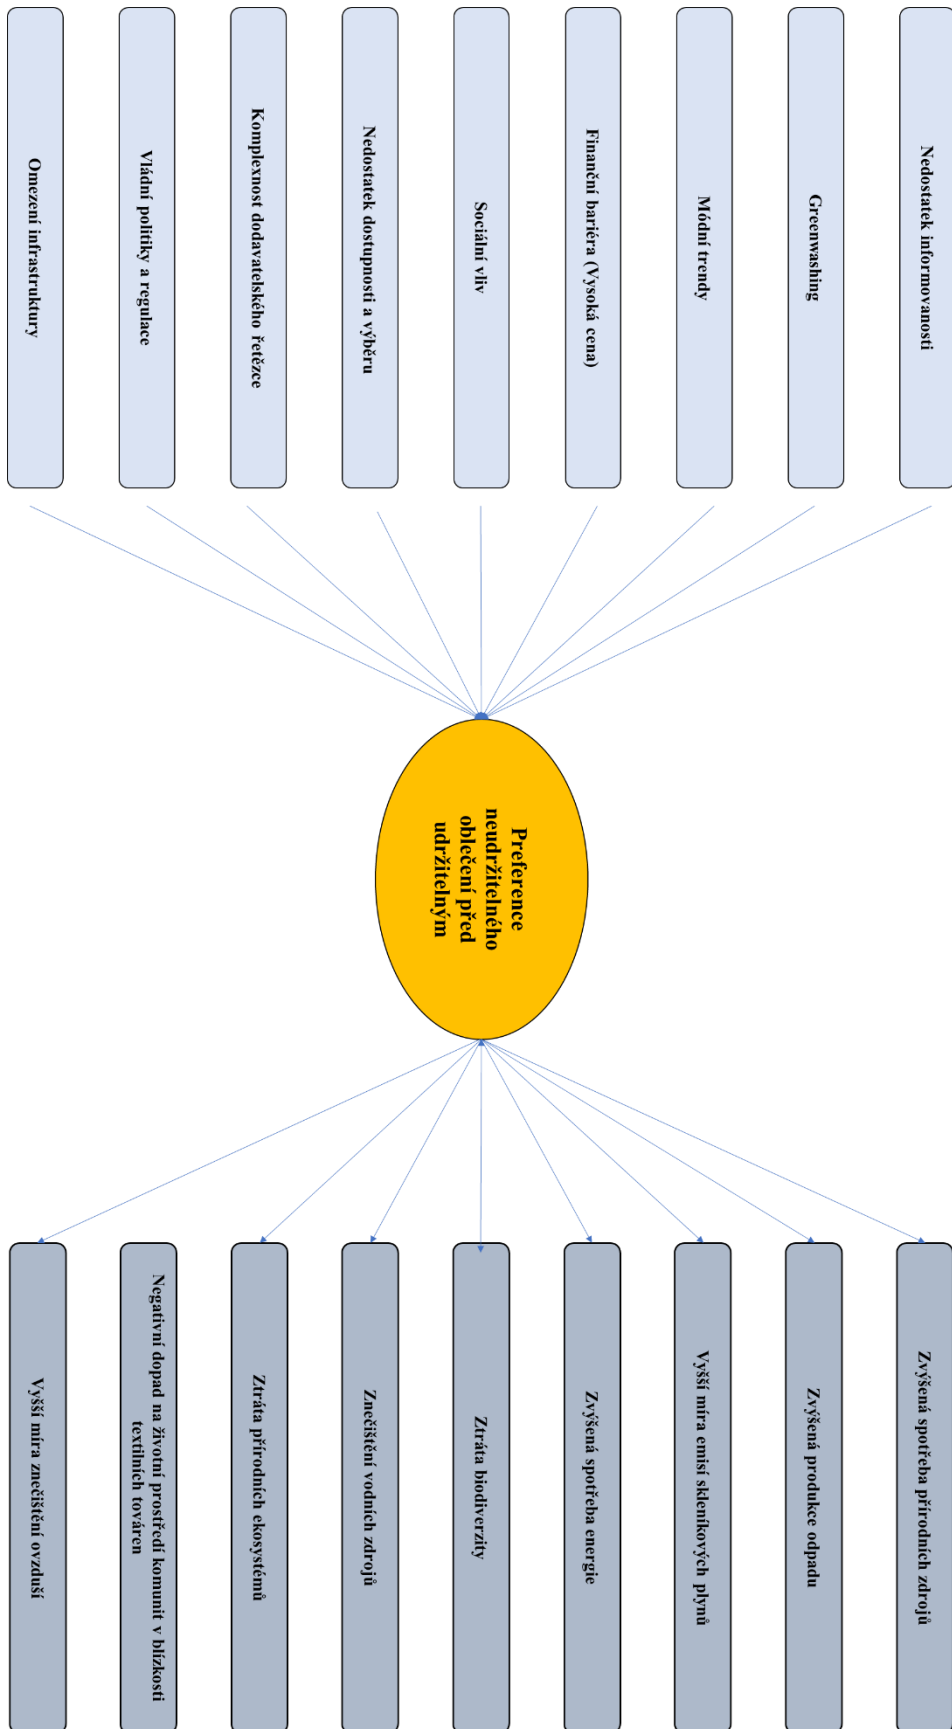 Nedostatek informovanosti
Greenwashing
Módní trendy
Finanční bariéra (Vysoká cena)
Sociální vliv
Nedostatek dostupnosti a výběru
Komplexnost dodavatelského řetězce
Vládní politiky a regulace
Omezení infrastruktury
Preference
neudržitelného
oblečení před
udržitelným
Zvýšená spotřeba přírodních zdrojů
Zvýšená produkce odpadu
Vyšší míra emisí skleníkových plynů
Zvýšená spotřeba energie
Ztráta biodiverzity
Znečištění vodních zdrojů
Ztráta přírodních ekosystémů
Negativní dopad na životní prostředí komunit v blízkosti
textilních továren
Vyšší míra znečištění ovzduší